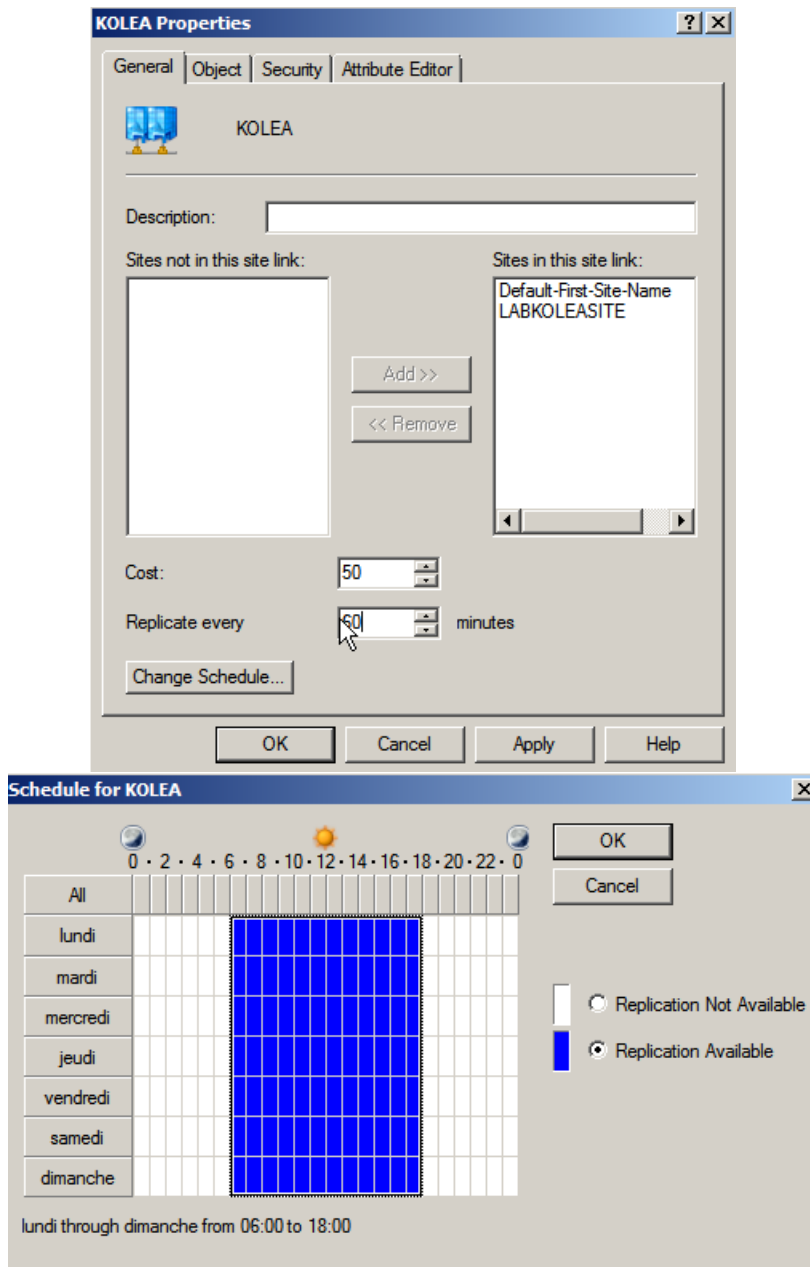 KOLEA Properties
General Object Security Attribute Editor
KOLEA
Description:
Sites not in this site link: Sites in this site link:
Default-First-Site-Name
LABKOLEASITE
Add >>
<< Remove
Cost: 50
Replicate every 60 minutes
Change Schedule...
OK Cancel Apply Help
Schedule for KOLEA
0 · 2 · 4 · 6 · 8 · 10 · 12 · 14 · 16 · 18 · 20 · 22 · 0
OK
Cancel
All
lundi
mardi
mercredi
jeudi
vendredi
samedi
dimanche
Replication Not Available
Replication Available
lundi through dimanche from 06:00 to 18:00